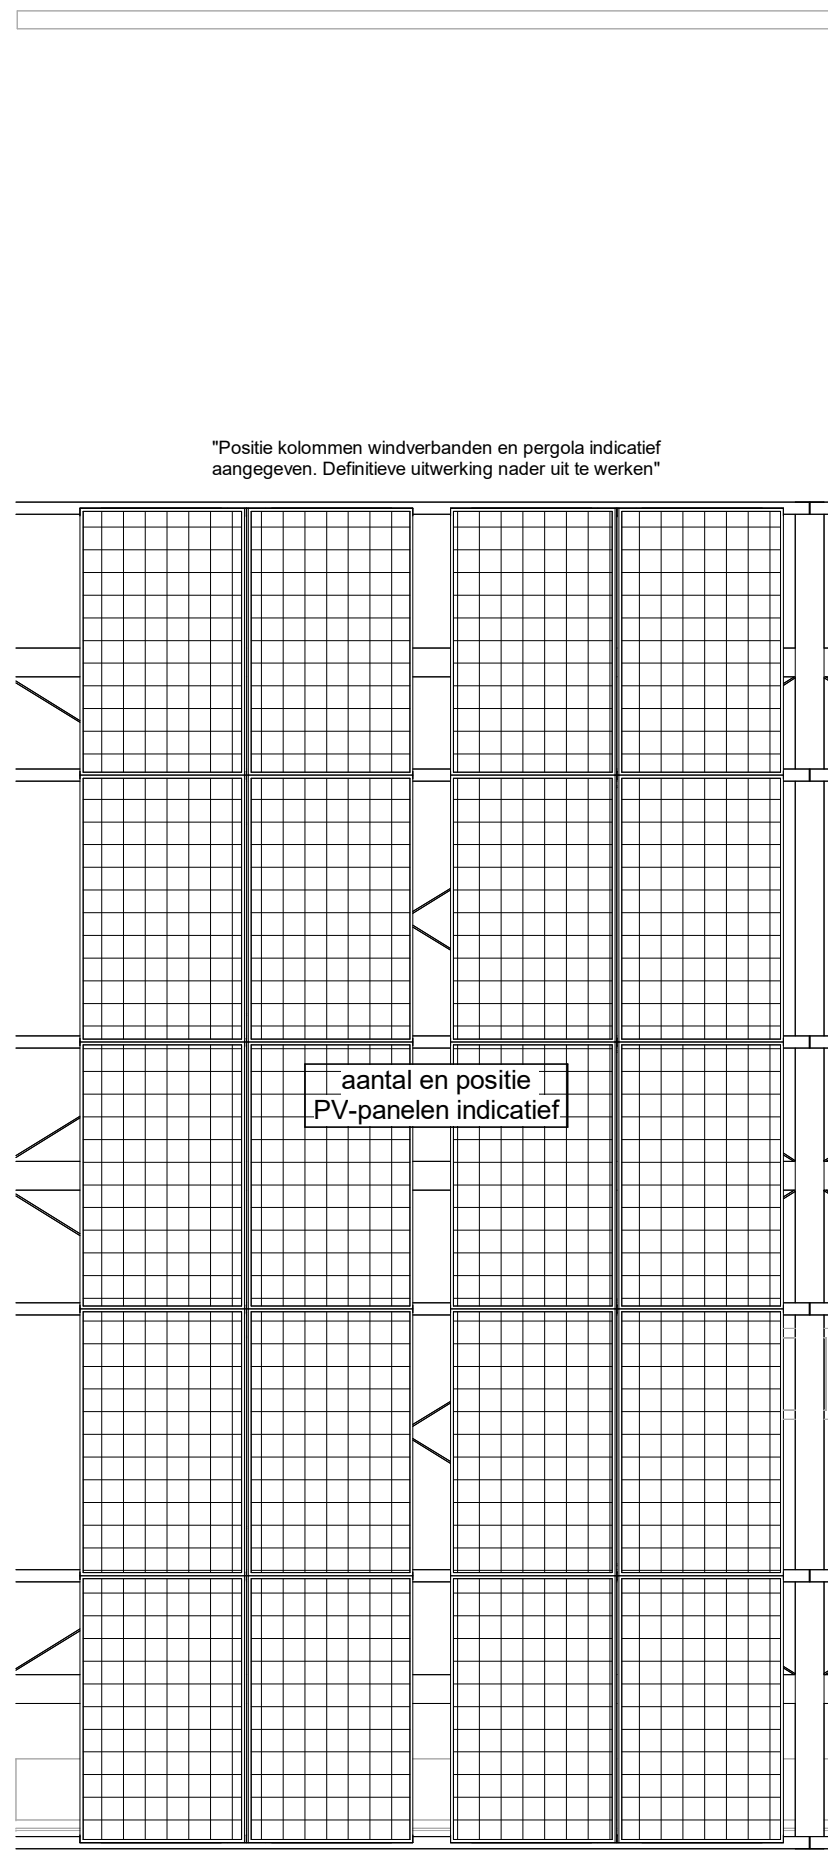 "Positie kolommen windverbanden en pergola indicatief
aangegeven. Definitieve uitwerking nader uit te werken"
aantal en positie
PV-panelen indicatief